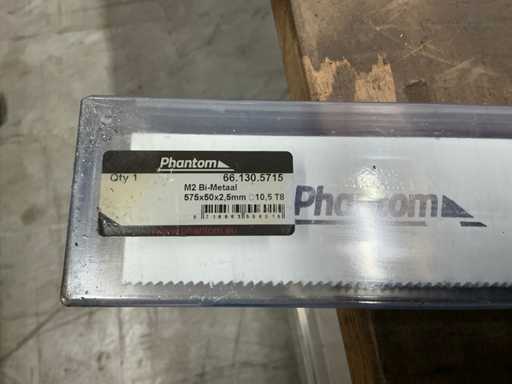 Phantom
Qty 1 66.130.5715
M2 Bi-Metaal
575x50x2,5mm □10,5 T8
www.phantom.eu
Phantom